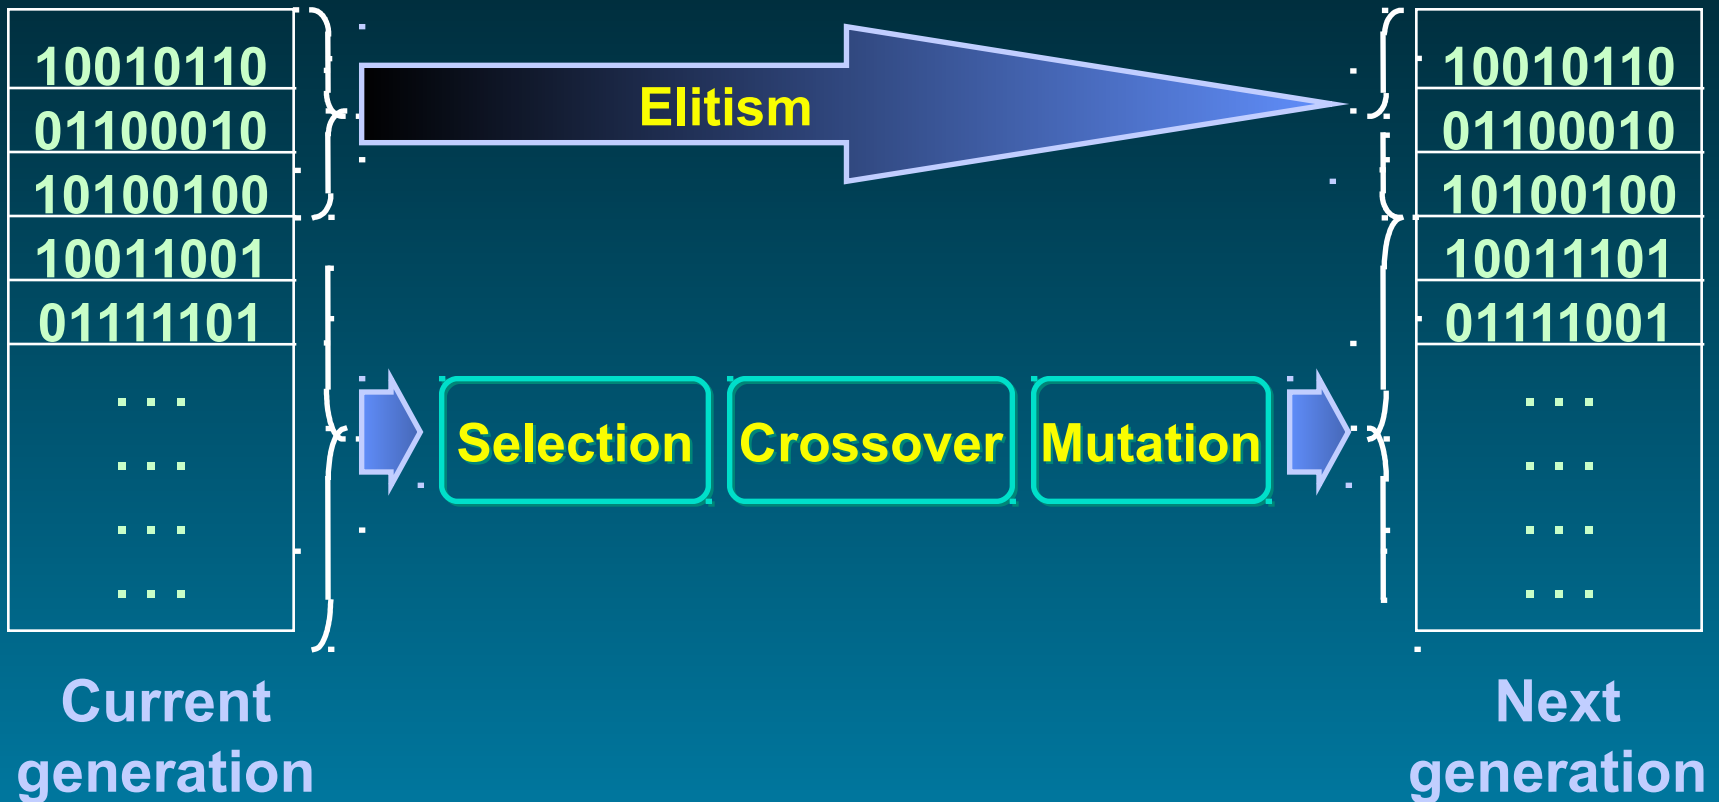 10010110
01100010
10100100
10011001
01111101
. . .
. . .
. . .
. . .
Current
generation
Elitism
Selection
Crossover
Mutation
10010110
01100010
10100100
10011101
01111001
. . .
. . .
. . .
. . .
Next
generation